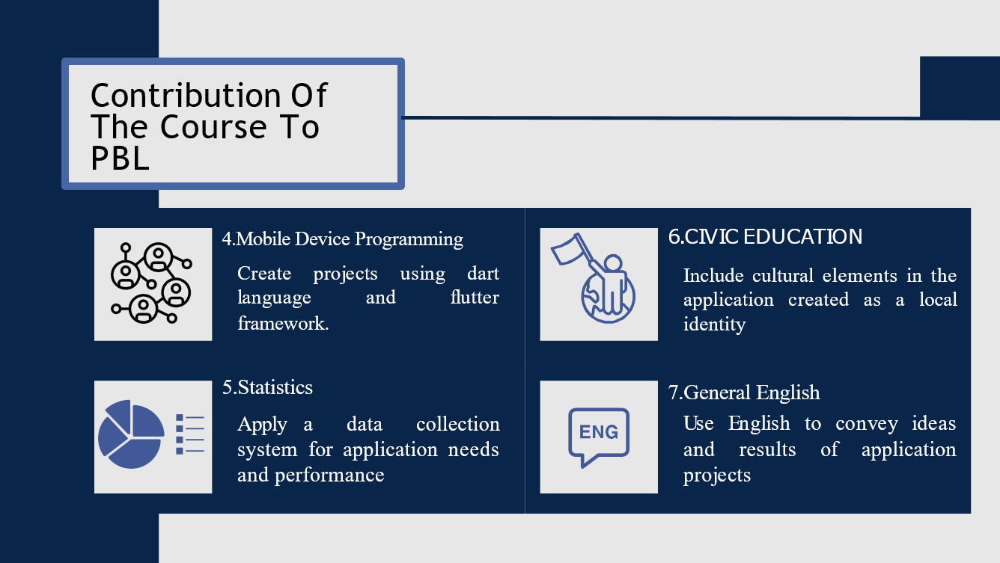 Contribution Of
The Course To
PBL
4.Mobile Device Programming
Create projects using dart
language and flutter
framework.
5.Statistics
Apply a data collection
system for application needs
and performance
6.CIVIC EDUCATION
Include cultural elements in the
application created as a local
identity
7.General English
Use English to convey ideas
and results of application
projects
ENG